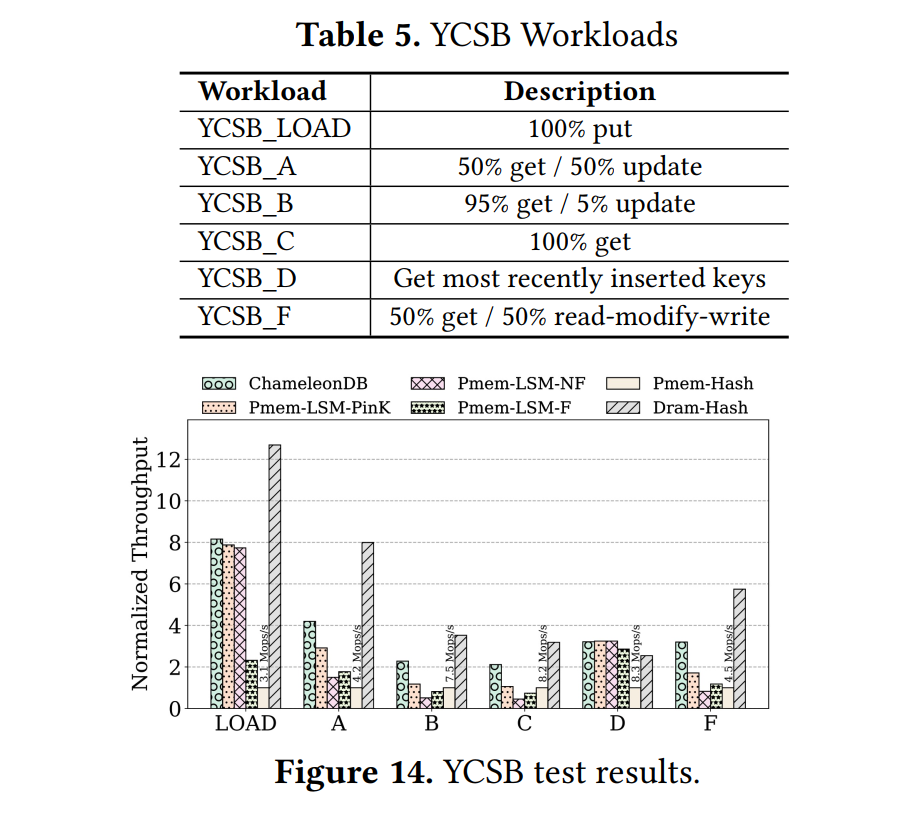 Table 5. YCSB Workloads
Workload Description
YCSB_LOAD 100% put
YCSB_A 50% get / 50% update
YCSB_B 95% get / 5% update
YCSB_C 100% get
YCSB_D Get most recently inserted keys
YCSB_F 50% get / 50% read-modify-write
ChameleonDB Pmem-LSM-NF Pmem-Hash
Pmem-LSM-PinK Pmem-LSM-F Dram-Hash
Normalized Throughput
12
10
8
6
4
2
0
3.1 Mops/s
4.2 Mops/s
7.5 Mops/s
8.2 Mops/s
8.3 Mops/s
4.5 Mops/s
LOAD A B C D F
Figure 14. YCSB test results.